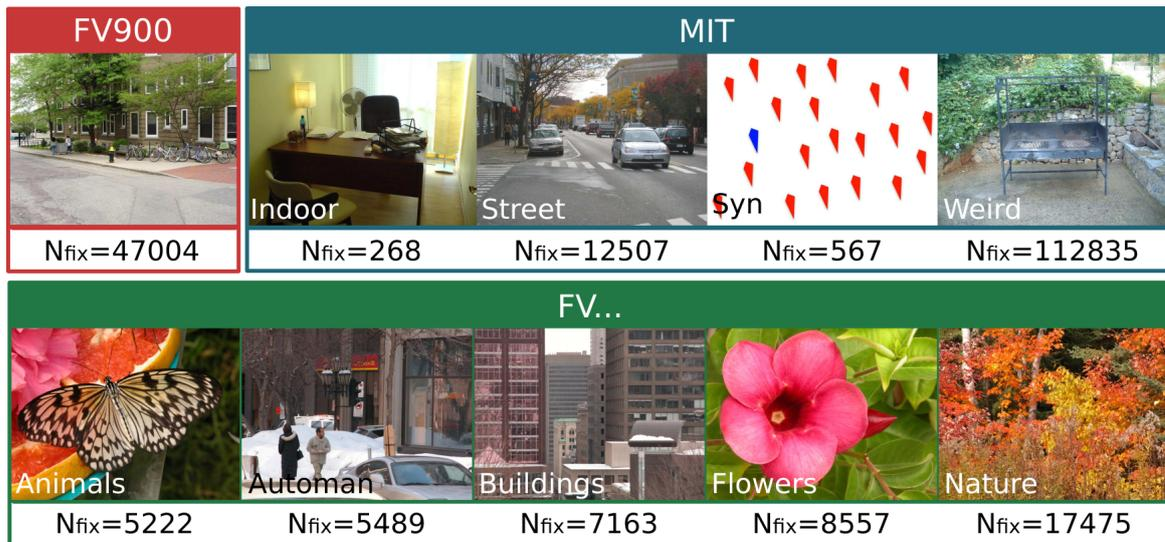 FV900
MIT
Indoor
Street
Syn
Weird
Nfix=47004
Nfix=268
Nfix=12507
Nfix=567
Nfix=112835
FV...
Animals
Automan
Buildings
Flowers
Nature
Nfix=5222
Nfix=5489
Nfix=7163
Nfix=8557
Nfix=17475